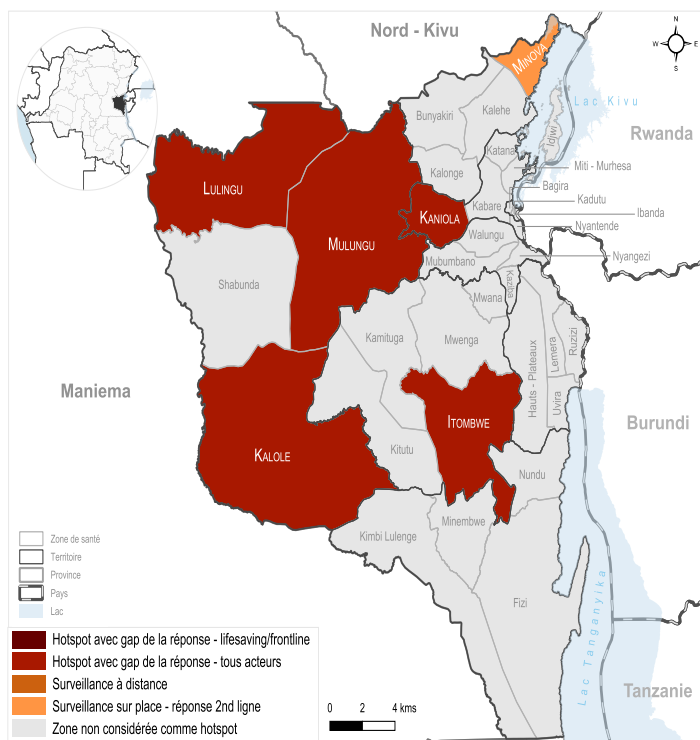 Nord - Kivu
N
W
E
S
MINOVA
Lac Kivu
Bunyakiri
Kalehe
Idjwi
Rwanda
Katana
Miti - Murhesa
LULINGU
Kalonge
Bagira
Kadutu
Kabare
Ibanda
KANIOLA
Nyantende
Walungu
MULUNGU
Mubumbano
Nyangezi
Kaziba
Shabunda
Mwana
Kamituga
Mwenga
Hauts - Plateaux
Lemera
Ruzizi
Maniema
Uvira
ITOMBWE
Burundi
KALOLE
Kitutu
Nundu
Minembwe
Kimbi Lulenge
Fizi
Lac Tanganyika
Tanzanie
Zone de santé
Territoire
Province
Pays
Lac
Hotspot avec gap de la réponse - lifesaving/frontline
Hotspot avec gap de la réponse - tous acteurs
Surveillance à distance
Surveillance sur place - réponse 2nd ligne
Zone non considérée comme hotspot
0 2 4 kms